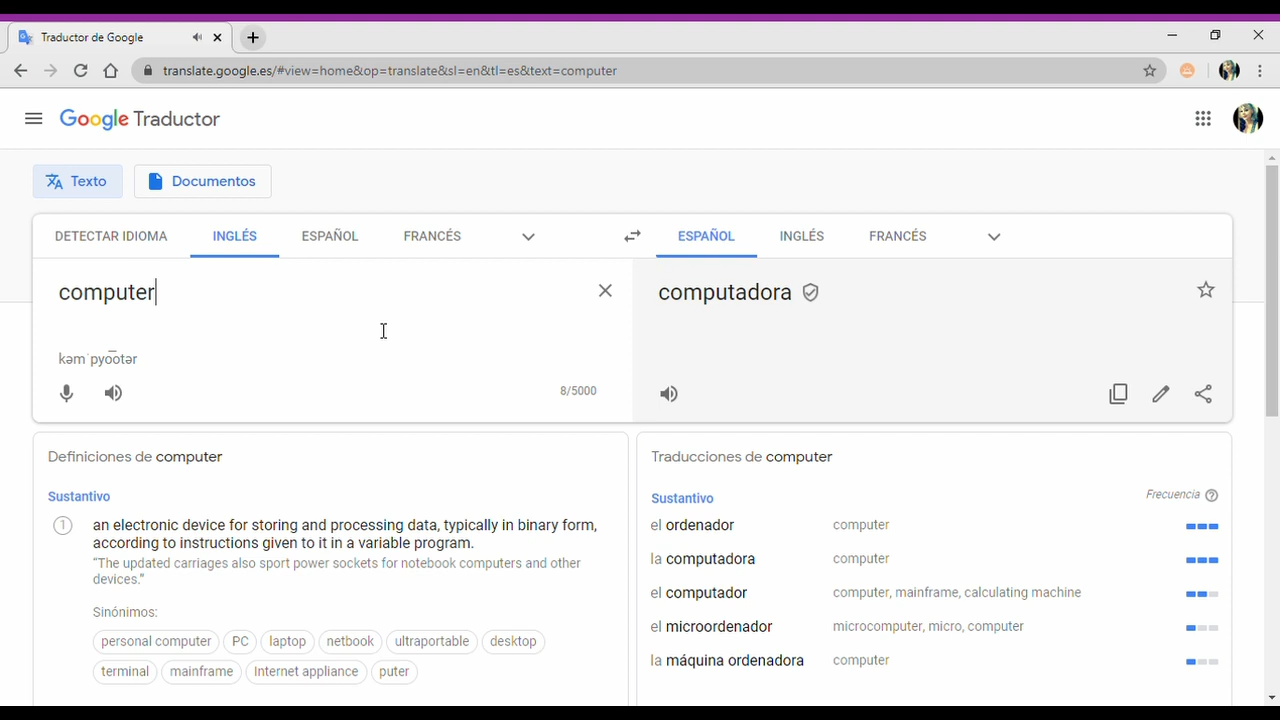 Traductor de Google
translate.google.es/#view=home&op=translate&sl=en&tl=es&text=computer
Google Traductor
Texto
Documentos
DETECTAR IDIOMA INGLÉS ESPAÑOL FRANCÉS
ESPAÑOL INGLÉS FRANCÉS
computer
computadora
kəmˈpyo͞otər
8/5000
Definiciones de computer
Sustantivo
1 an electronic device for storing and processing data, typically in binary form,
according to instructions given to it in a variable program.
"The updated carriages also sport power sockets for notebook computers and other
devices."
Sinónimos:
personal computer PC laptop netbook ultraportable desktop
terminal mainframe Internet appliance puter
Traducciones de computer
Sustantivo Frecuencia ?
el ordenador computer
la computadora computer
el computador computer, mainframe, calculating machine
el microordenador microcomputer, micro, computer
la máquina ordenadora computer